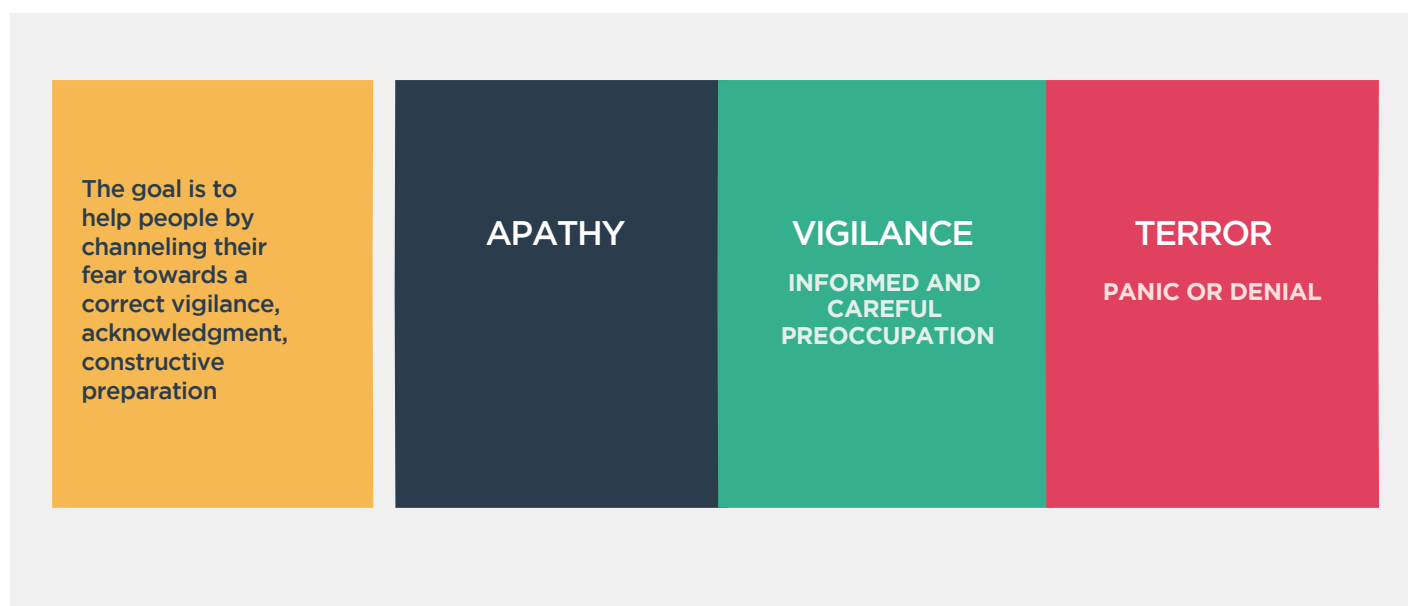 The goal is to
help people by
channeling their
fear towards a
correct vigilance,
acknowledgment,
constructive
preparation
APATHY
VIGILANCE
INFORMED AND
CAREFUL
PREOCCUPATION
TERROR
PANIC OR DENIAL